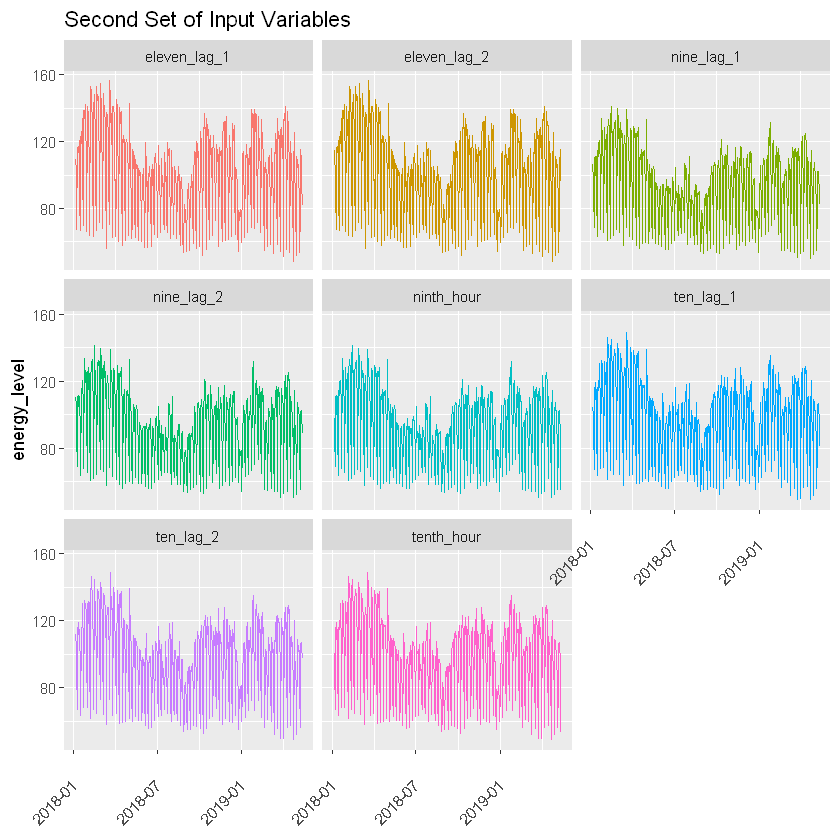 Second Set of Input Variables
eleven_lag_1 eleven_lag_2 nine_lag_1
160
120
80
nine_lag_2 ninth_hour ten_lag_1
160
120
80
energy_level
ten_lag_2 tenth_hour
2018-01 2018-07 2019-01
160
120
80
2018-01 2018-07 2019-01 2018-01 2018-07 2019-01